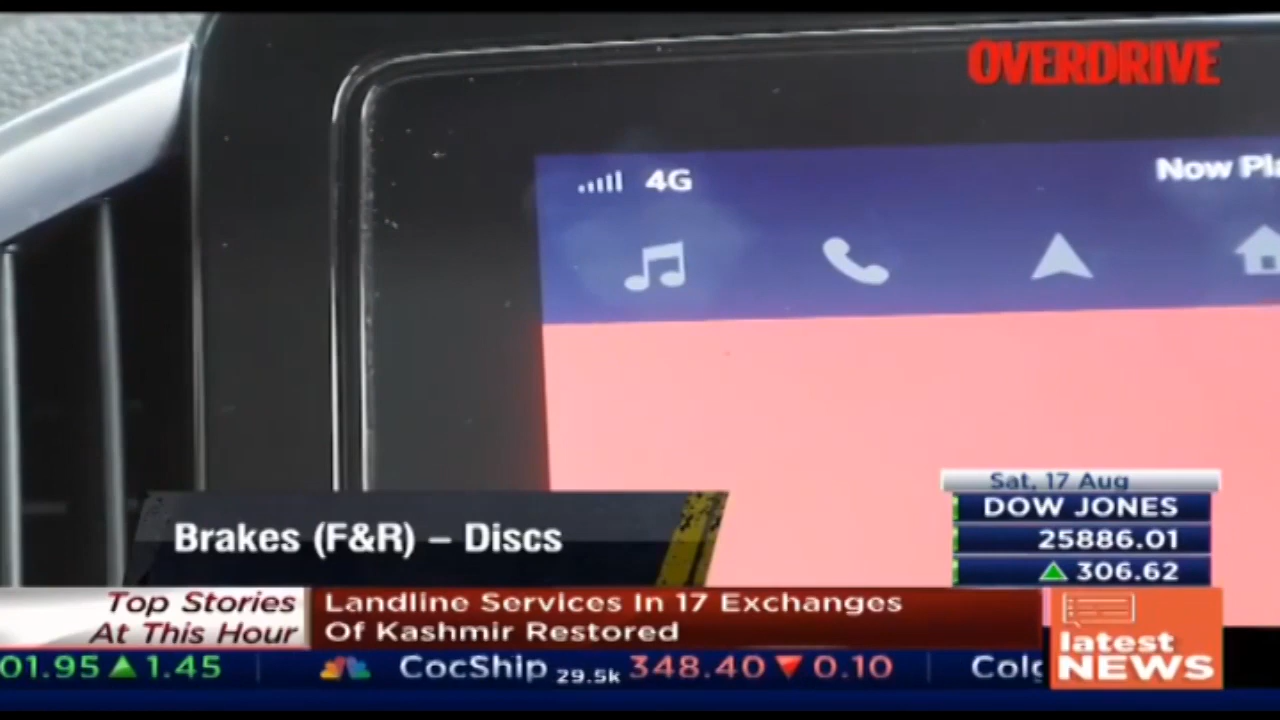 OVERDRIVE
4G
Now Pla
Sat, 17 Aug
DOW JONES
25886.01
306.62
Brakes (F&R) – Discs
Top Stories
At This Hour
Landline Services In 17 Exchanges
Of Kashmir Restored
latest
NEWS
01.95 1.45 CocShip 29.5k 348.40 0.10 Colg